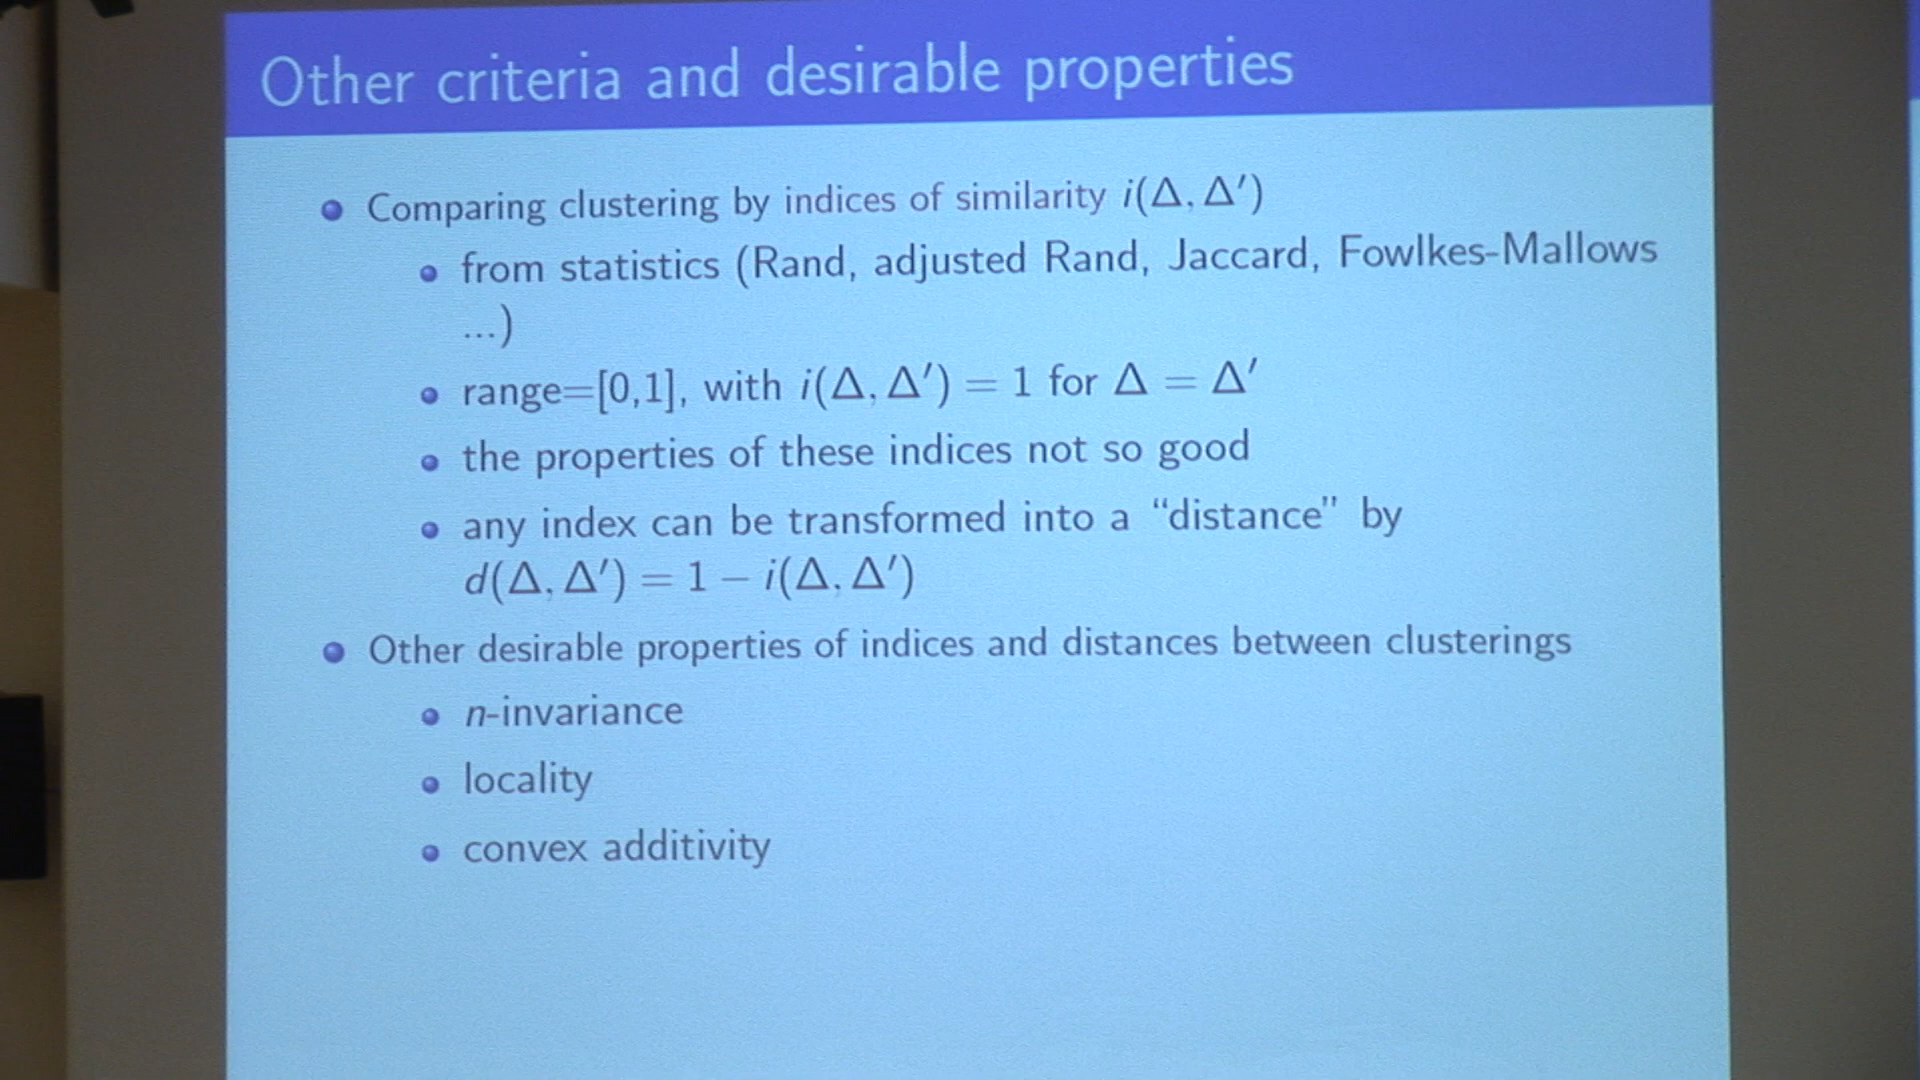 Other criteria and desirable properties
Comparing clustering by indices of similarity i(Δ, Δ′)
from statistics (Rand, adjusted Rand, Jaccard, Fowlkes-Mallows
...)
range=[0,1], with i(Δ, Δ′) = 1 for Δ = Δ′
the properties of these indices not so good
any index can be transformed into a “distance” by
d(Δ, Δ′) = 1 − i(Δ, Δ′)
Other desirable properties of indices and distances between clusterings
n-invariance
locality
convex additivity